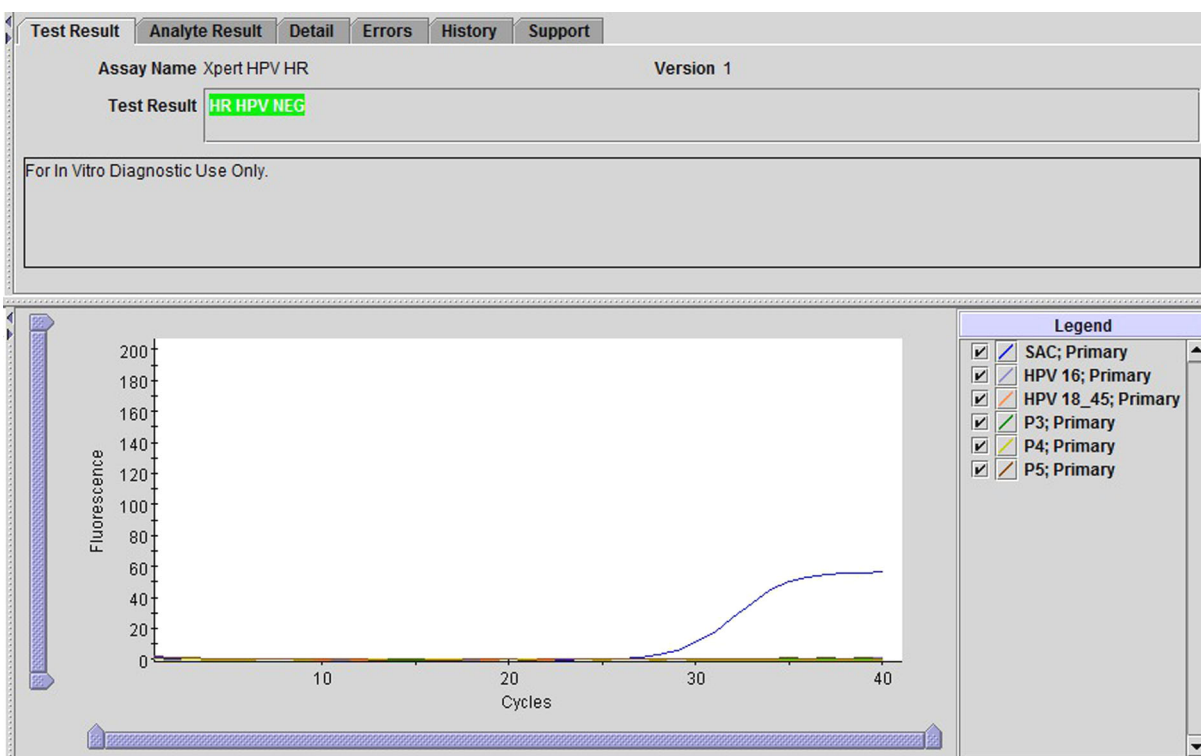 Test Result Analyte Result Detail Errors History Support
Assay Name Xpert HPV HR Version 1
Test Result HR HPV NEG
For In Vitro Diagnostic Use Only.
200
180
160
140
120
100
80
60
40
20
0
Fluorescence
10 20 30 40
Cycles
Legend
SAC; Primary
HPV 16; Primary
HPV 18_45; Primary
P3; Primary
P4; Primary
P5; Primary